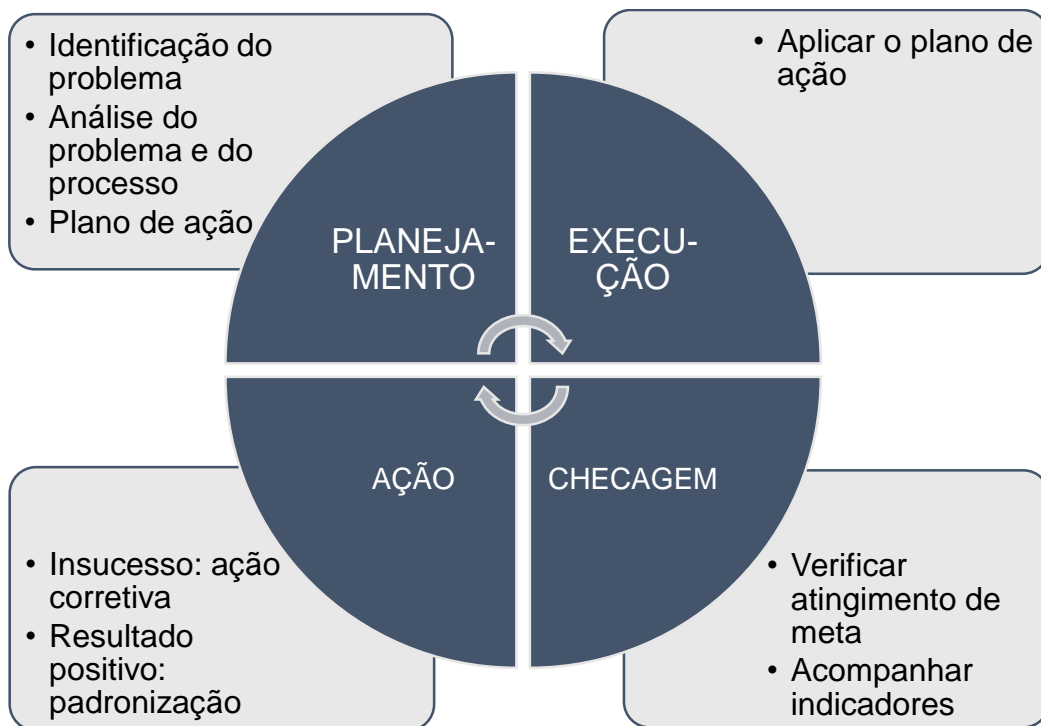 • Identificação do
problema
• Análise do
problema e do
processo
• Plano de ação
• Aplicar o plano de
ação
PLANEJA-
MENTO
EXECU-
ÇÃO
AÇÃO
CHECAGEM
• Insucesso: ação
corretiva
• Resultado
positivo:
padronização
• Verificar
atingimento de
meta
• Acompanhar
indicadores